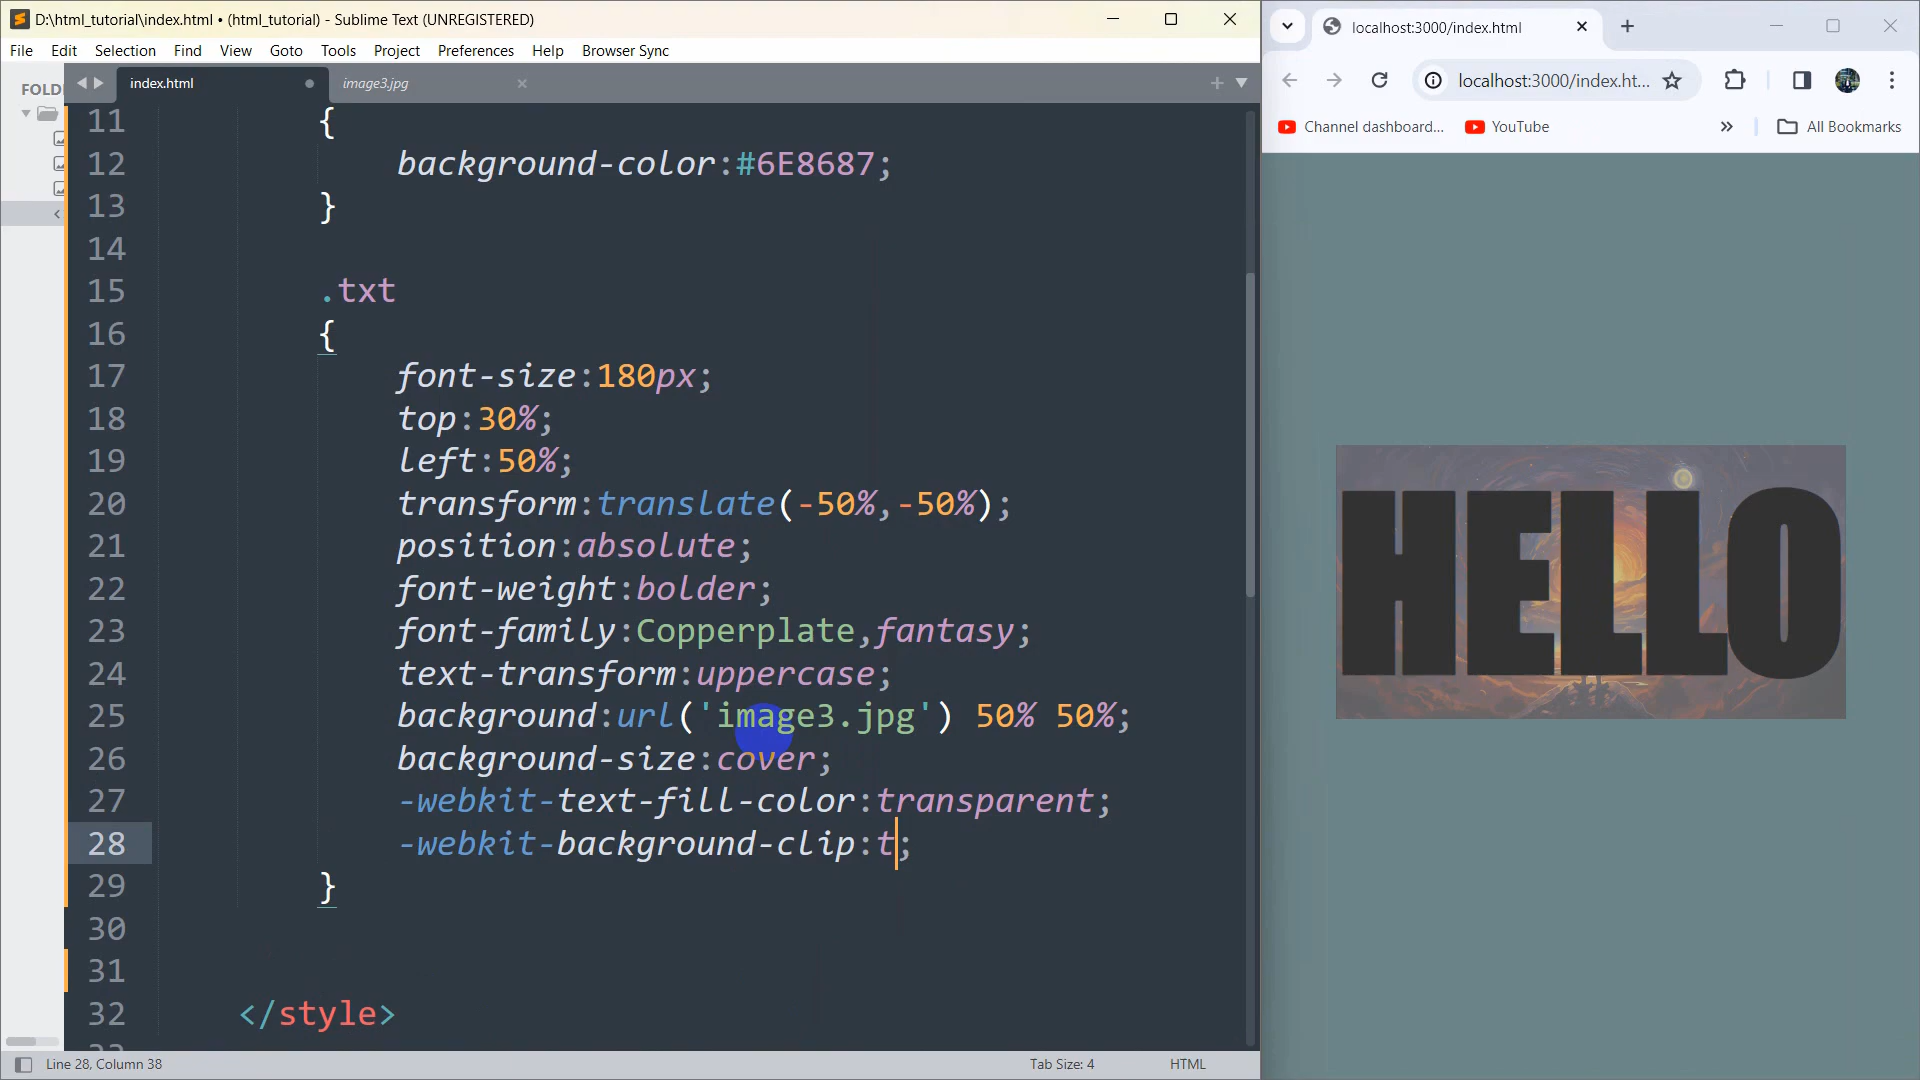 D:\html_tutorial\index.html • (html_tutorial) - Sublime Text (UNREGISTERED)
File Edit Selection Find View Goto Tools Project Preferences Help Browser Sync
FOLD
index.html
image3.jpg
11 {
12 background-color:#6E8687;
13 }
14
15 .txt
16 {
17 font-size:180px;
18 top:30%;
19 left:50%;
20 transform:translate(-50%,-50%);
21 position:absolute;
22 font-weight:bolder;
23 font-family:Copperplate,fantasy;
24 text-transform:uppercase;
25 background:url('image3.jpg') 50% 50%;
26 background-size:cover;
27 -webkit-text-fill-color:transparent;
28 -webkit-background-clip:t;
29 }
30
31
32 </style>
Line 28, Column 38
Tab Size: 4
HTML
localhost:3000/index.html
localhost:3000/index.ht...
Channel dashboard...
YouTube
All Bookmarks
HELLO